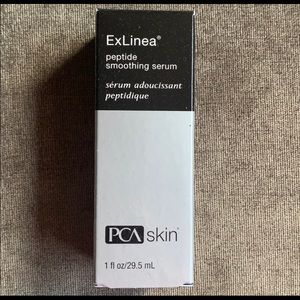 ExLinea®
peptide
smoothing serum
sérum adoucissant
peptidique
PCA skin
1 fl oz/29.5 mL